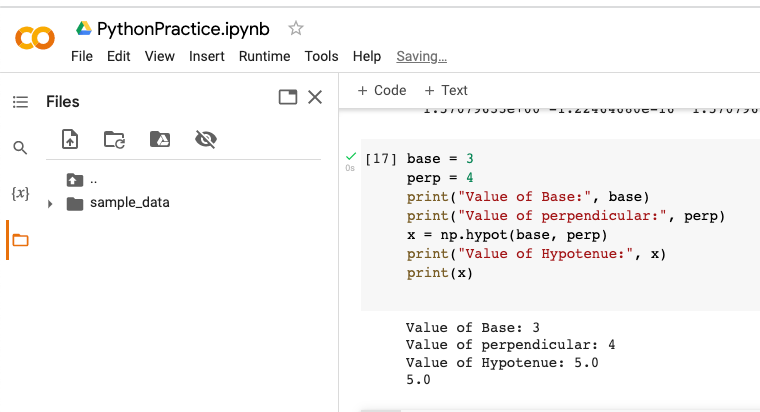 PythonPractice.ipynb
File Edit View Insert Runtime Tools Help Saving…
Files
+ Code + Text
{x}
..
sample_data
0s
[17] base = 3
perp = 4
print("Value of Base:", base)
print("Value of perpendicular:", perp)
x = np.hypot(base, perp)
print("Value of Hypotenue:", x)
print(x)
Value of Base: 3
Value of perpendicular: 4
Value of Hypotenue: 5.0
5.0